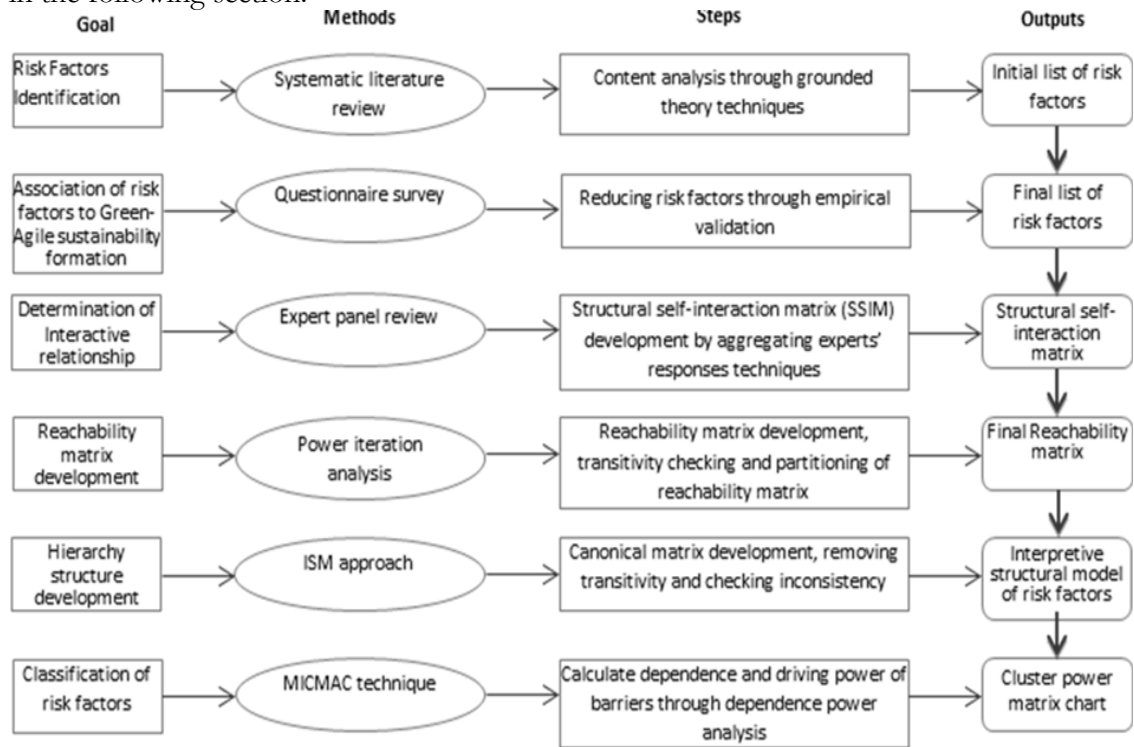 in the following section.
Goal
Methods
Steps
Outputs
Risk Factors
Identification
Systematic literature
review
Content analysis through grounded
theory techniques
Initial list of risk
factors
Association of risk
factors to Green-
Agile sustainability
formation
Questionnaire survey
Reducing risk factors through empirical
validation
Final list of
risk factors
Determination of
Interactive
relationship
Expert panel review
Structural self-interaction matrix (SSIM)
development by aggregating experts'
responses techniques
Structural self-
interaction
matrix
Reachability
matrix
development
Power iteration
analysis
Reachability matrix development,
transitivity checking and partitioning of
reachability matrix
Final Reachability
matrix
Hierarchy
structure
development
ISM approach
Canonical matrix development, removing
transitivity and checking inconsistency
Interpretive
structural model
of risk factors
Classification of
risk factors
MICMAC technique
Calculate dependence and driving power of
barriers through dependence power
analysis
Cluster power
matrix chart